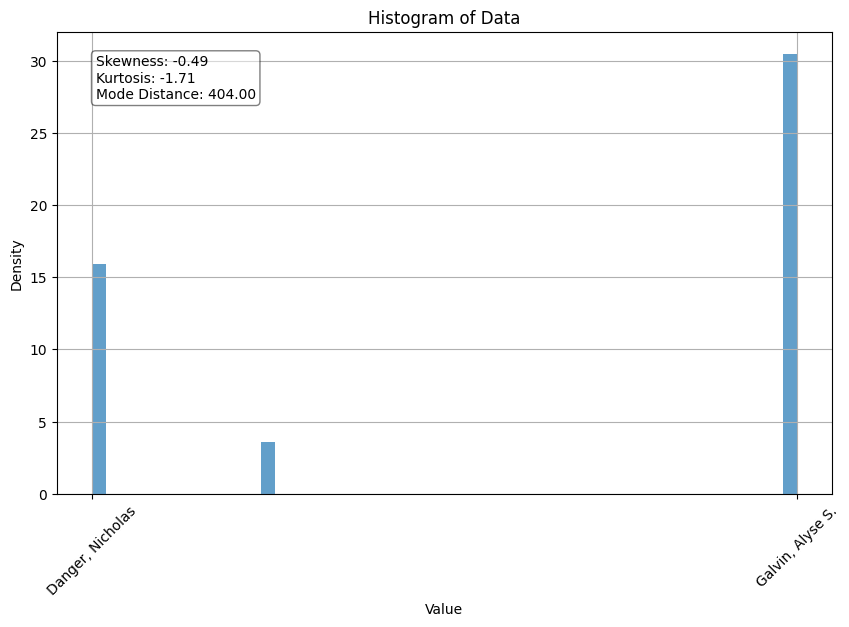 Histogram of Data
Skewness: -0.49
Kurtosis: -1.71
Mode Distance: 404.00
30
25
20
15
10
5
0
Density
Danger, Nicholas
Galvin, Alyse S.
Value